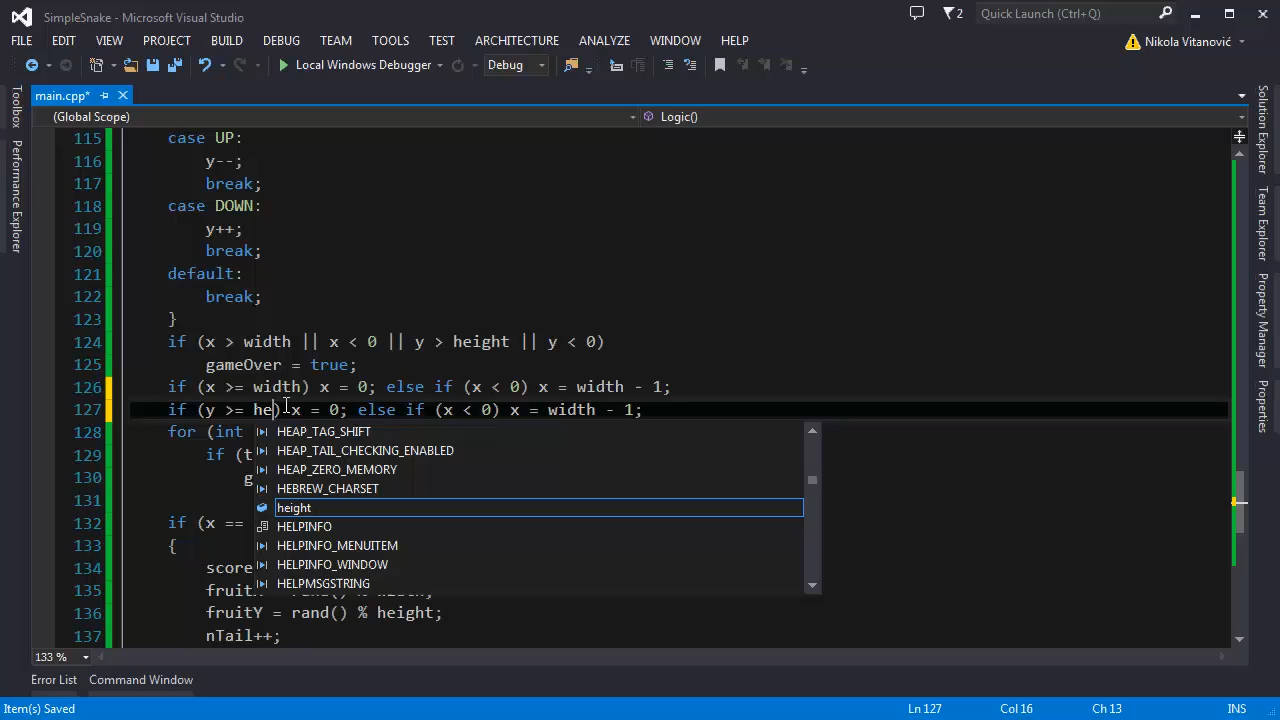 SimpleSnake - Microsoft Visual Studio
2
Quick Launch (Ctrl+Q)
FILE EDIT VIEW PROJECT BUILD DEBUG TEAM TOOLS TEST ARCHITECTURE ANALYZE WINDOW HELP
Nikola Vitanović
Local Windows Debugger
Debug
main.cpp*
(Global Scope)
Logic()
Toolbox
Performance Explorer
115 case UP:
116 y--;
117 break;
118 case DOWN:
119 y++;
120 break;
121 default:
122 break;
123 }
124 if (x > width || x < 0 || y > height || y < 0)
125 gameOver = true;
126 if (x >= width) x = 0; else if (x < 0) x = width - 1;
127 if (y >= he) x = 0; else if (x < 0) x = width - 1;
128 for (int
129 if (t
130 g
131
132 if (x ==
133 {
134 score
135
136 fruitY = rand() % height;
137 nTail++;
HEAP_TAG_SHIFT
HEAP_TAIL_CHECKING_ENABLED
HEAP_ZERO_MEMORY
HEBREW_CHARSET
height
HELPINFO
HELPINFO_MENUITEM
HELPINFO_WINDOW
HELPMSGSTRING
Solution Explorer
Team Explorer
Property Manager
Class Explorer
133 %
Error List Command Window
Item(s) Saved
Ln 127 Col 16 Ch 13 INS